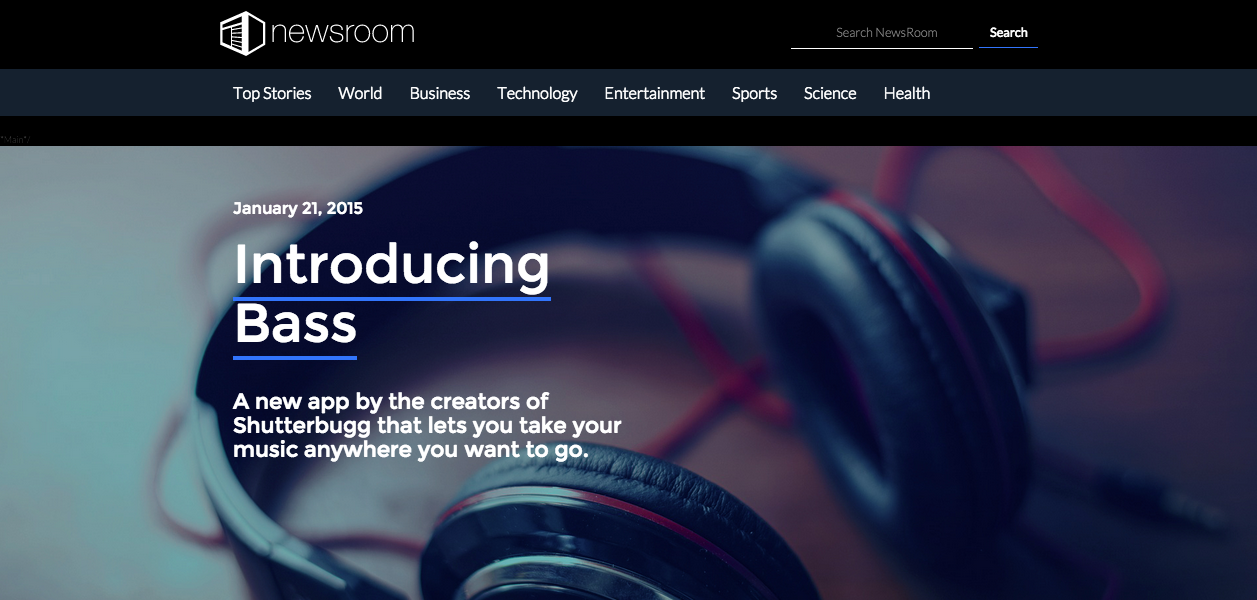 newsroom
Search NewsRoom
Search
Top Stories World Business Technology Entertainment Sports Science Health
*Main*/
January 21, 2015
Introducing
Bass
A new app by the creators of
Shutterbugg that lets you take your
music anywhere you want to go.